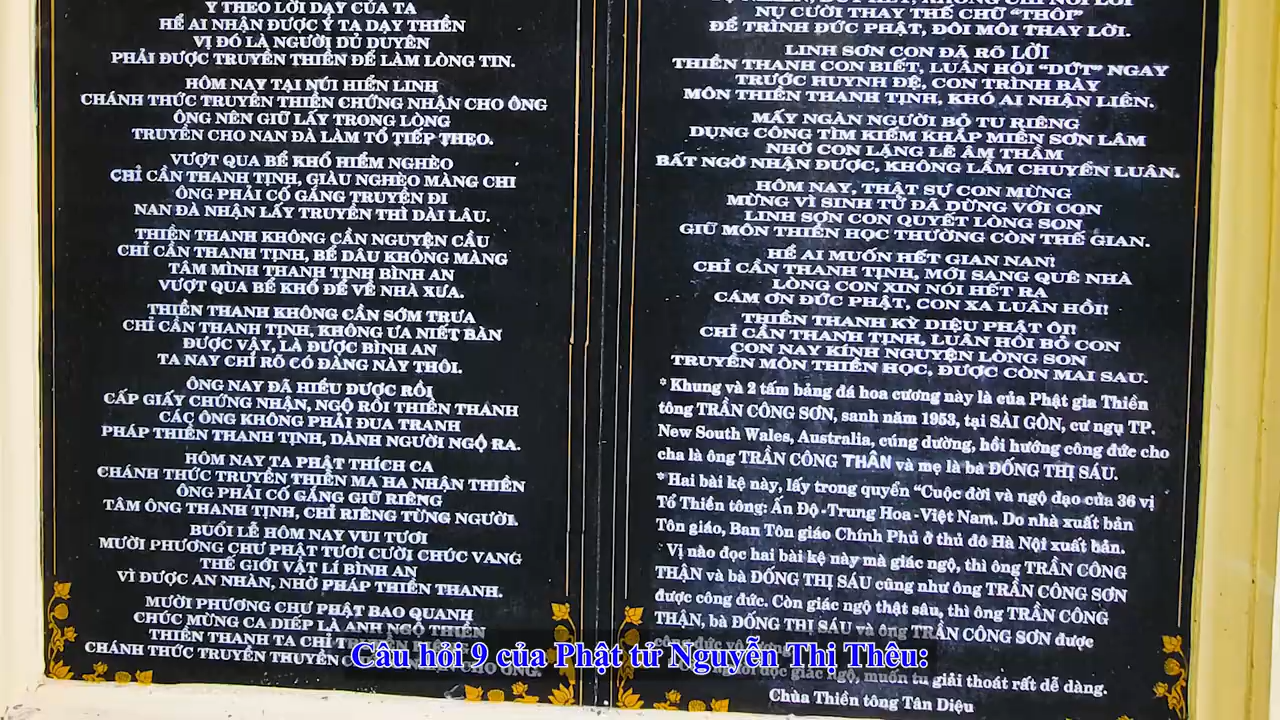 Ý THEO LỜI DẠY CỦA TA
HỄ AI NHẬN ĐƯỢC Ý TA DẠY THIỀN
VỊ ĐÓ LÀ NGƯỜI DỦ DUYÊN
PHẢI ĐƯỢC TRUYỀN THIỀN ĐỂ LÀM LÒNG TIN.
HÔM NAY TẠI NÚI HIỂN LINH
CHÁNH THỨC TRUYỀN THIỀN CHỨNG NHẬN CHO ÔNG
ÔNG NÊN GIỮ LẤY TRONG LÒNG
TRUYỀN CHO NAN ĐÀ LÀM TỔ TIẾP THEO.
VƯỢT QUA BỂ KHỔ HIỂM NGHÈO
CHỈ CẦN THANH TỊNH, GIÀU NGHÈO MÀNG CHI
ÔNG PHẢI CỐ GẮNG TRUYỀN ĐI
NAN ĐÀ NHẬN LẤY TRUYỀN THÌ DÀI LÂU.
THIỀN THANH KHÔNG CẦN NGUYỆN CẦU
CHỈ CẦN THANH TỊNH, BỂ DÂU KHÔNG MÀNG
TÂM MÌNH THANH TỊNH BÌNH AN
VƯỢT QUA BỂ KHỔ ĐỂ VỀ NHÀ XƯA.
THIỀN THANH KHÔNG CẦN SỚM TRƯA
CHỈ CẦN THANH TỊNH, KHÔNG ƯA NIẾT BÀN
ĐƯỢC VẬY, LÀ ĐƯỢC BÌNH AN
TA NAY CHỈ RÕ CÓ ĐÀNG NÀY THÔI.
ÔNG NAY ĐÃ HIỂU ĐƯỢC RỒI
CẤP GIẤY CHỨNG NHẬN, NGỘ RỒI THIỀN THANH
CÁC ÔNG KHÔNG PHẢI ĐUA TRANH
PHÁP THIỀN THANH TỊNH, DÀNH NGƯỜI NGỘ RA.
HÔM NAY TA PHẬT THÍCH CA
CHÁNH THỨC TRUYỀN THIỀN MA HA NHẬN THIỀN
ÔNG PHẢI CỐ GẮNG GIỮ RIÊNG
TÂM ÔNG THANH TỊNH, CHỈ RIÊNG TỪNG NGƯỜI.
BUỔI LỄ HÔM NAY VUI TƯƠI
MƯỜI PHƯƠNG CHƯ PHẬT TƯƠI CƯỜI CHÚC VANG
THẾ GIỚI VẬT LÍ BÌNH AN
VÌ ĐƯỢC AN NHÀN, NHỜ PHÁP THIỀN THANH.
MƯỜI PHƯƠNG CHƯ PHẬT BAO QUANH
CHÚC MỪNG CA DIẾP LÀ ANH NGỘ THIỀN
THIỀN THANH TA CHỈ
CHÁNH THỨC TRUYỀN THUYỀN CHO ÔNG.
NỤ CƯỜI THAY THẾ CHỮ "THÔI"
ĐỂ TRÌNH ĐỨC PHẬT, ĐÔI MÔI THAY LỜI.
LINH SƠN CON ĐÃ RÕ LỜI
THIỀN THANH CON BIẾT, LUÂN HỒI "DỨT" NGAY
TRƯỚC HUYNH ĐỆ, CON TRÌNH BÀY
MÔN THIỀN THANH TỊNH, KHÓ AI NHẬN LIỀN.
MẤY NGÀN NGƯỜI BỎ TU RIÊNG
DỤNG CÔNG TÌM KIẾM KHẮP MIỀN SƠN LÂM
NHỜ CON LẶNG LẼ ÂM THẦM
BẤT NGỜ NHẬN ĐƯỢC, KHÔNG LẦM CHUYỂN LUÂN.
HÔM NAY, THẬT SỰ CON MỪNG
MỪNG VÌ SINH TỬ ĐÃ DỪNG VỚI CON
LINH SƠN CON QUYẾT LÒNG SON
GIỮ MÔN THIỀN HỌC THƯỜNG CÒN THẾ GIAN.
HỄ AI MUỐN HẾT GIAN NAN!
CHỈ CẦN THANH TỊNH, MỚI SANG QUÊ NHÀ
LÒNG CON XIN NÓI HẾT RA
CÁM ƠN ĐỨC PHẬT, CON XA LUÂN HỒI!
THIỀN THANH KỲ DIỆU PHẬT ÔI!
CHỈ CẦN THANH TỊNH, LUÂN HỒI BỎ CON
CON NAY KÍNH NGUYỆN LÒNG SON
TRUYỀN MÔN THIỀN HỌC, ĐƯỢC CÒN MAI SAU.
* Khung và 2 tấm bảng đá hoa cương này là của Phật gia Thiền
tông TRẦN CÔNG SƠN, sanh năm 1953, tại SÀI GÒN, cư ngụ TP.
New South Wales, Australia, cúng dường, hồi hướng công đức cho
cha là ông TRẦN CÔNG THÂN và mẹ là bà ĐỐNG THỊ SÁU.
* Hai bài kệ này, lấy trong quyển "Cuộc đời và ngộ đạo của 36 vị
Tổ Thiền tông: Ấn Độ -Trung Hoa -Việt Nam. Do nhà xuất bản
Tôn giáo, Ban Tôn giáo Chính Phủ ở thủ đô Hà Nội xuất bản.
* Vị nào đọc hai bài kệ này mà giác ngộ, thì ông TRẦN CÔNG
THẬN và bà ĐỐNG THỊ SÁU cũng như ông TRẦN CÔNG SƠN
được công đức. Còn giác ngộ thật sâu, thì ông TRẦN CÔNG
THẬN, bà ĐỐNG THỊ SÁU và ông TRẦN CÔNG SƠN được
công đức vô
đọc giác ngộ, muốn tu giải thoát rất dễ dàng.
Chùa Thiền tông Tân Diệu
Câu hỏi 9 của Phật tử Nguyễn Thị Thêu: